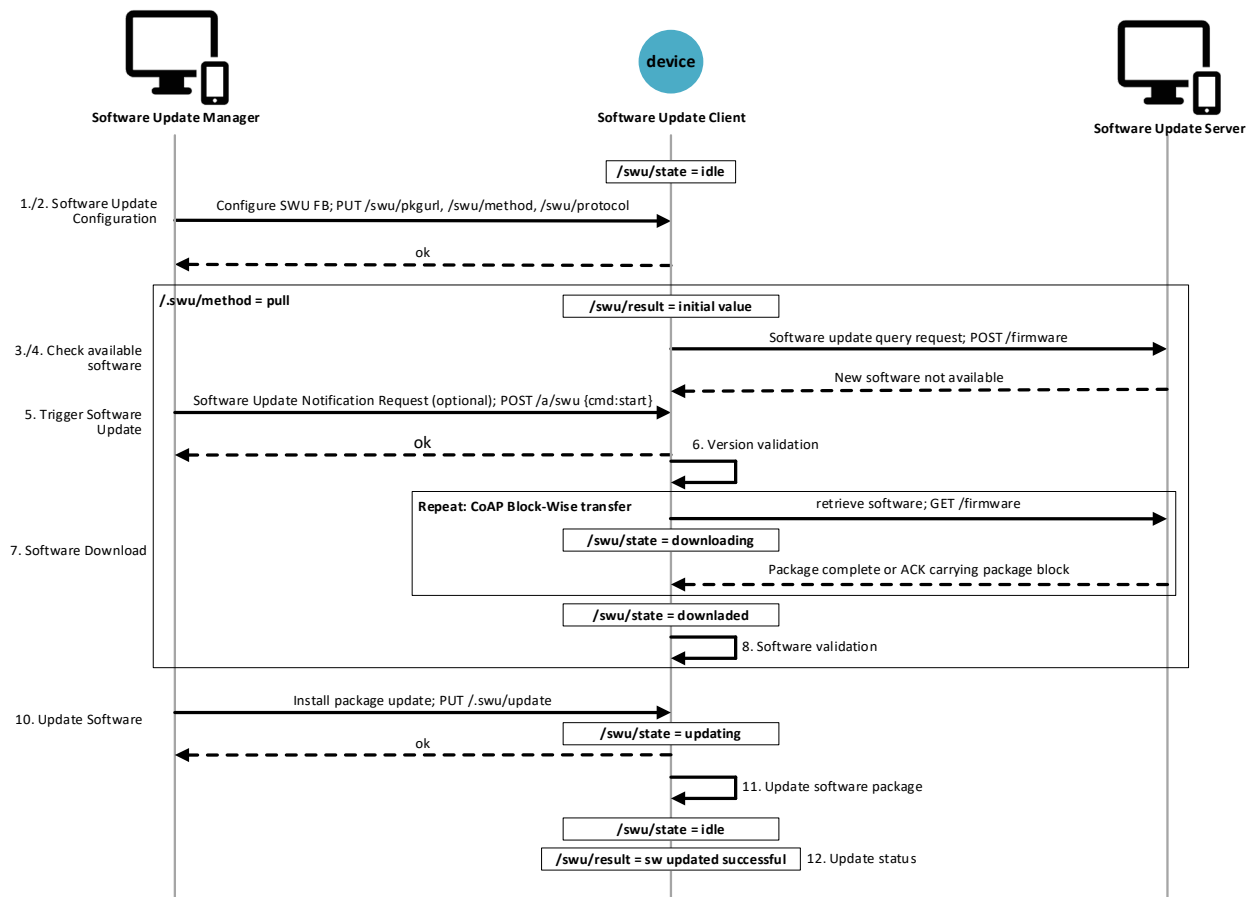 device
Software Update Manager
Software Update Client
Software Update Server
/swu/state = idle
1./2. Software Update
Configuration
Configure SWU FB; PUT /swu/pkgurl, /swu/method, /swu/protocol
ok
/.swu/method = pull
/swu/result = initial value
3./4. Check available
software
Software update query request; POST /firmware
New software not available
5. Trigger Software
Update
Software Update Notification Request (optional); POST /a/swu {cmd:start}
ok
6. Version validation
Repeat: CoAP Block-Wise transfer
retrieve software; GET /firmware
7. Software Download
/swu/state = downloading
Package complete or ACK carrying package block
/swu/state = downladed
8. Software validation
Install package update; PUT /.swu/update
10. Update Software
/swu/state = updating
ok
11. Update software package
/swu/state = idle
/swu/result = sw updated successful
12. Update status